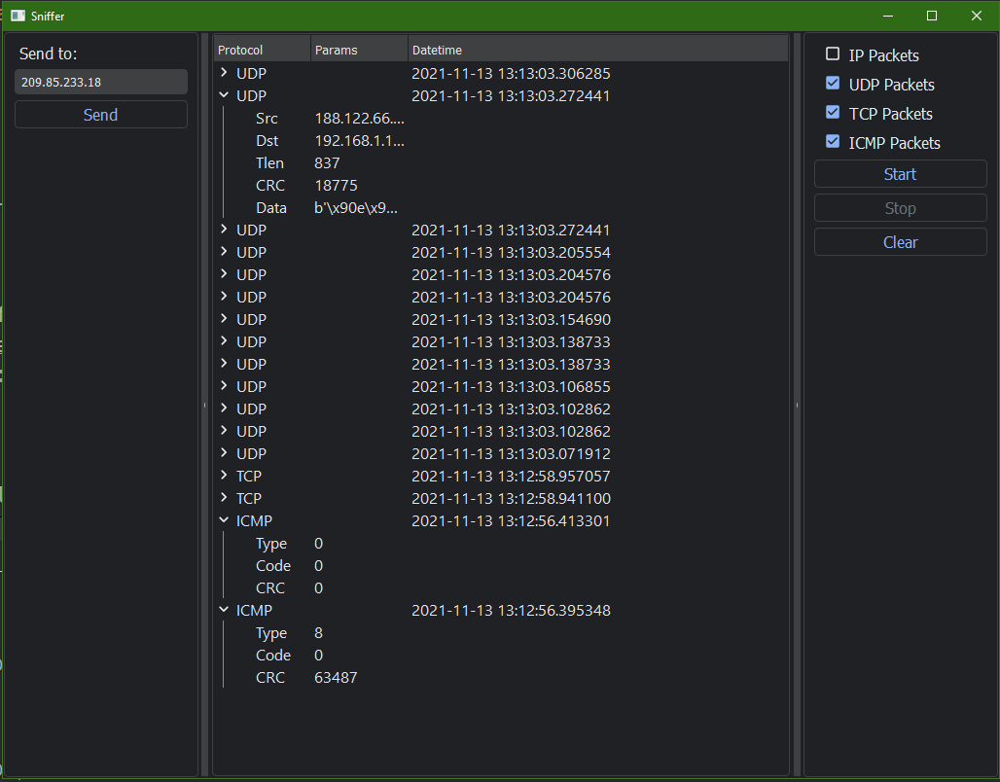 Sniffer
Send to:
209.85.233.18
Send
Protocol Params Datetime
UDP 2021-11-13 13:13:03.306285
UDP 2021-11-13 13:13:03.272441
Src 188.122.66....
Dst 192.168.1.1...
Tlen 837
CRC 18775
Data b'\x90e\x9...
UDP 2021-11-13 13:13:03.272441
UDP 2021-11-13 13:13:03.205554
UDP 2021-11-13 13:13:03.204576
UDP 2021-11-13 13:13:03.204576
UDP 2021-11-13 13:13:03.154690
UDP 2021-11-13 13:13:03.138733
UDP 2021-11-13 13:13:03.138733
UDP 2021-11-13 13:13:03.106855
UDP 2021-11-13 13:13:03.102862
UDP 2021-11-13 13:13:03.102862
UDP 2021-11-13 13:13:03.071912
TCP 2021-11-13 13:12:58.957057
TCP 2021-11-13 13:12:58.941100
ICMP 2021-11-13 13:12:56.413301
Type 0
Code 0
CRC 0
ICMP 2021-11-13 13:12:56.395348
Type 8
Code 0
CRC 63487
IP Packets
UDP Packets
TCP Packets
ICMP Packets
Start
Stop
Clear